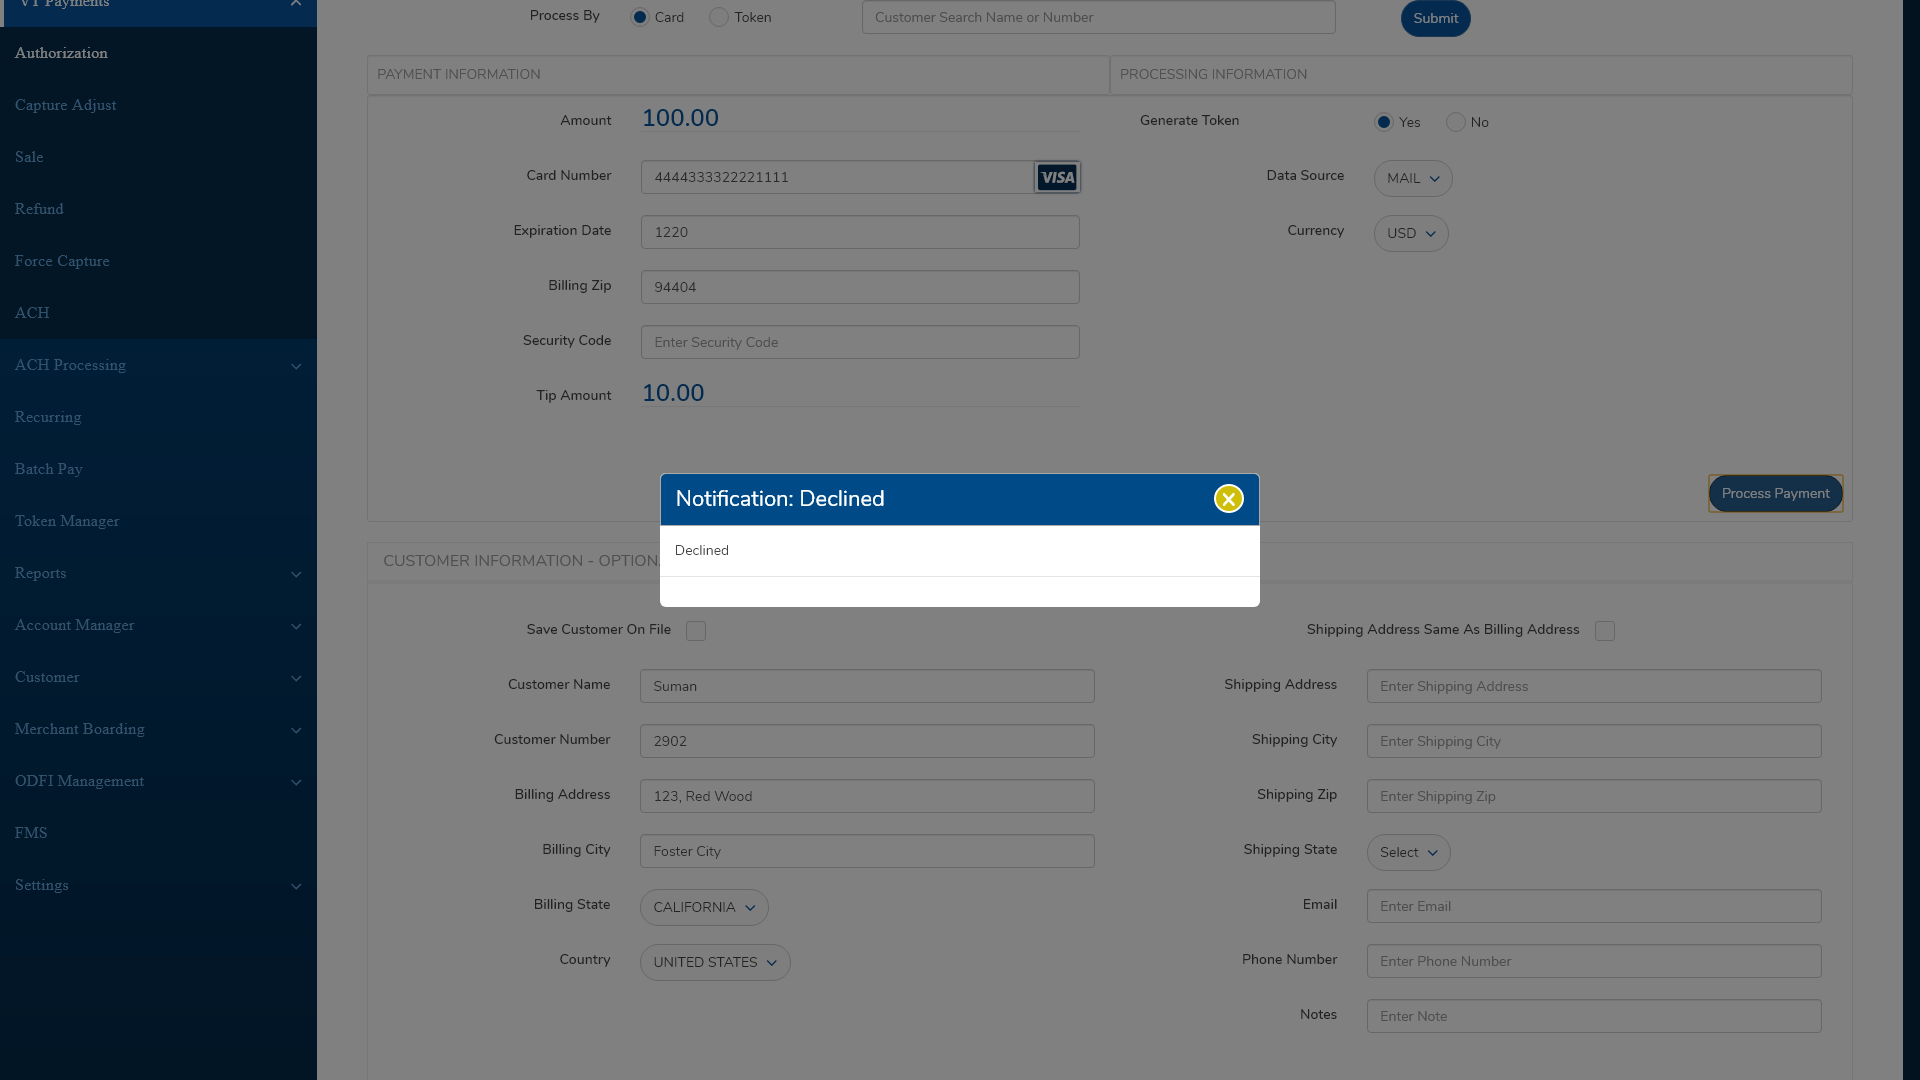 VT Payments
Authorization
Capture Adjust
Sale
Refund
Force Capture
ACH
ACH Processing
Recurring
Batch Pay
Token Manager
Reports
Account Manager
Customer
Merchant Boarding
ODFI Management
FMS
Settings
Process By Card Token Customer Search Name or Number Submit
PAYMENT INFORMATION
Amount 100.00
Card Number 4444333322221111 VISA
Expiration Date 1220
Billing Zip 94404
Security Code Enter Security Code
Tip Amount 10.00
PROCESSING INFORMATION
Generate Token Yes No
Data Source MAIL
Currency USD
Process Payment
Notification: Declined
Declined
CUSTOMER INFORMATION - OPTION
Save Customer On File
Customer Name Suman
Customer Number 2902
Billing Address 123, Red Wood
Billing City Foster City
Billing State CALIFORNIA
Country UNITED STATES
Shipping Address Same As Billing Address
Shipping Address Enter Shipping Address
Shipping City Enter Shipping City
Shipping Zip Enter Shipping Zip
Shipping State Select
Email Enter Email
Phone Number Enter Phone Number
Notes Enter Note